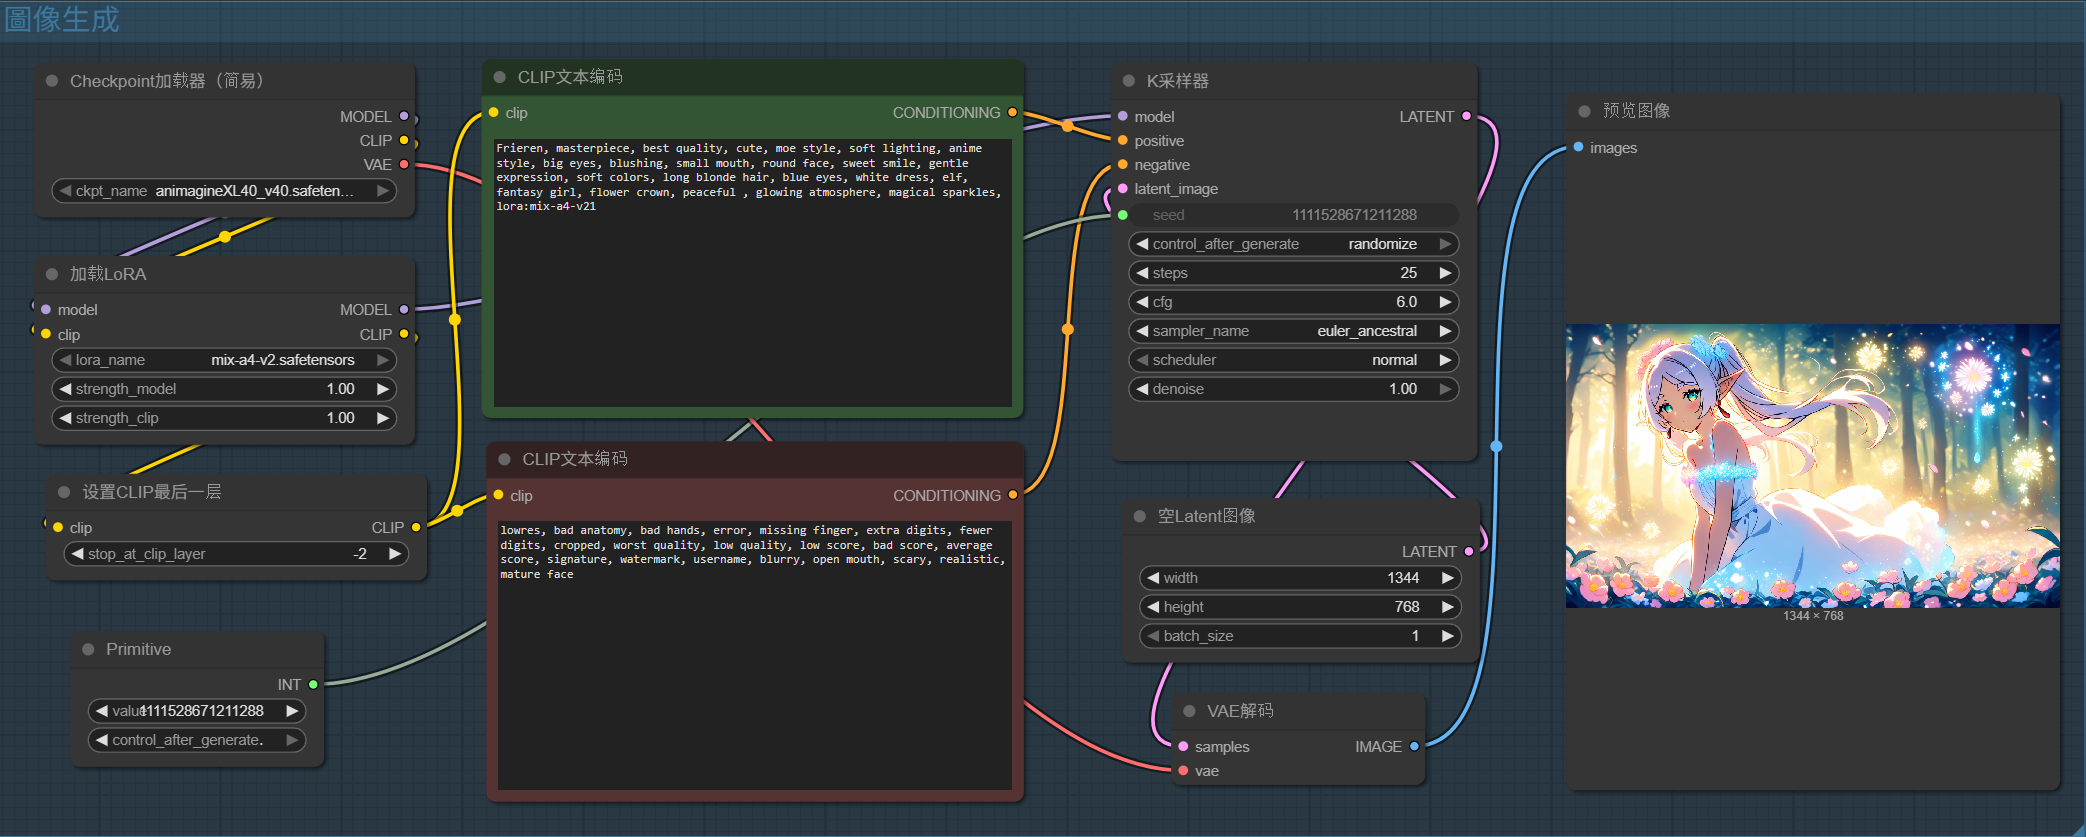 圖像生成
Checkpoint加载器（简易）
MODEL
CLIP
VAE
ckpt_name animagineXL40_v40.safeten...
加载LoRA
model MODEL
clip CLIP
lora_name mix-a4-v2.safetensors
strength_model 1.00
strength_clip 1.00
设置CLIP最后一层
clip CLIP
stop_at_clip_layer -2
Primitive
INT
value 1111528671211288
control_after_generate.
CLIP文本编码
clip CONDITIONING
Frieren, masterpiece, best quality, cute, moe style, soft lighting, anime
style, big eyes, blushing, small mouth, round face, sweet smile, gentle
expression, soft colors, long blonde hair, blue eyes, white dress, elf,
fantasy girl, flower crown, peaceful , glowing atmosphere, magical sparkles,
lora:mix-a4-v21
CLIP文本编码
clip CONDITIONING
lowres, bad anatomy, bad hands, error, missing finger, extra digits, fewer
digits, cropped, worst quality, low quality, low score, bad score, average
score, signature, watermark, username, blurry, open mouth, scary, realistic,
mature face
K采样器
model LATENT
positive
negative
latent_image
seed 1111528671211288
control_after_generate randomize
steps 25
cfg 6.0
sampler_name euler_ancestral
scheduler normal
denoise 1.00
空Latent图像
LATENT
width 1344
height 768
batch_size 1
VAE解码
samples IMAGE
vae
预览图像
images
1344 × 768